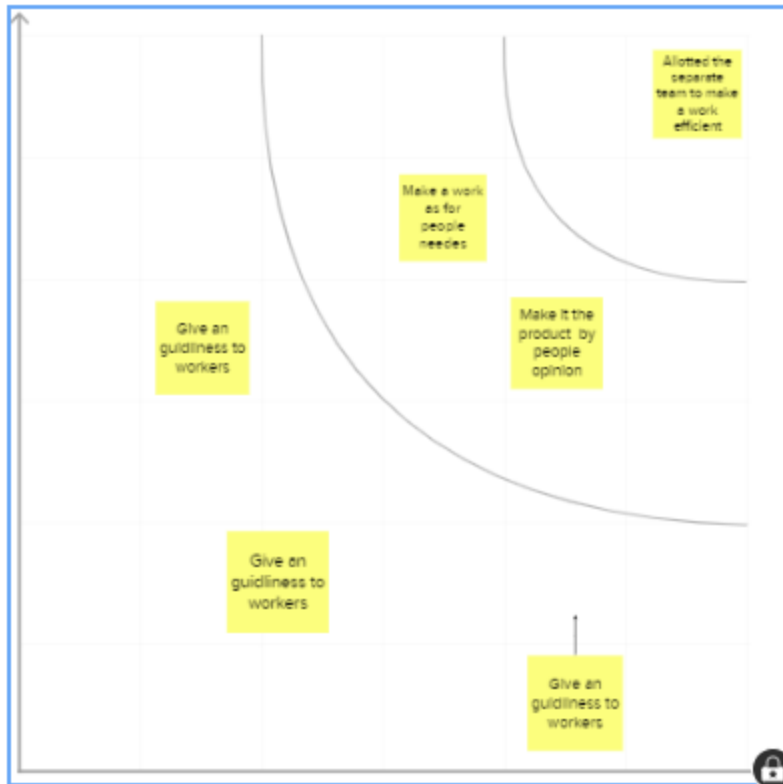 Allotted the
separate
team to make
a work
efficient
Make a work
as for
people
needes
Make it the
product by
people
opinion
Give an
guidliness to
workers
Give an
guidliness to
workers
Give an
guidliness to
workers